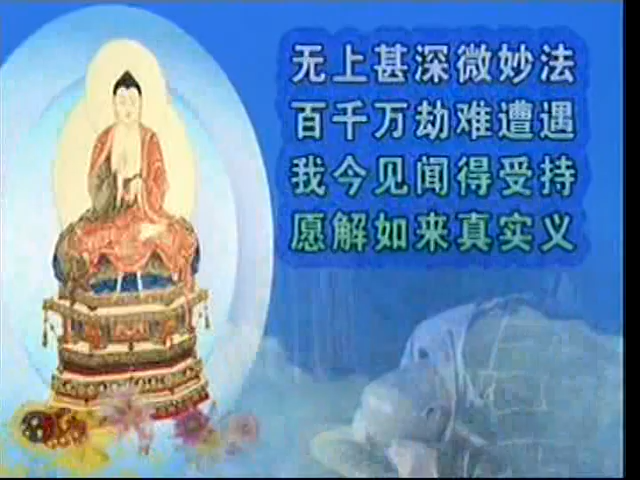 无上甚深微妙法
百千万劫难遭遇
我今见闻得受持
愿解如来真实义